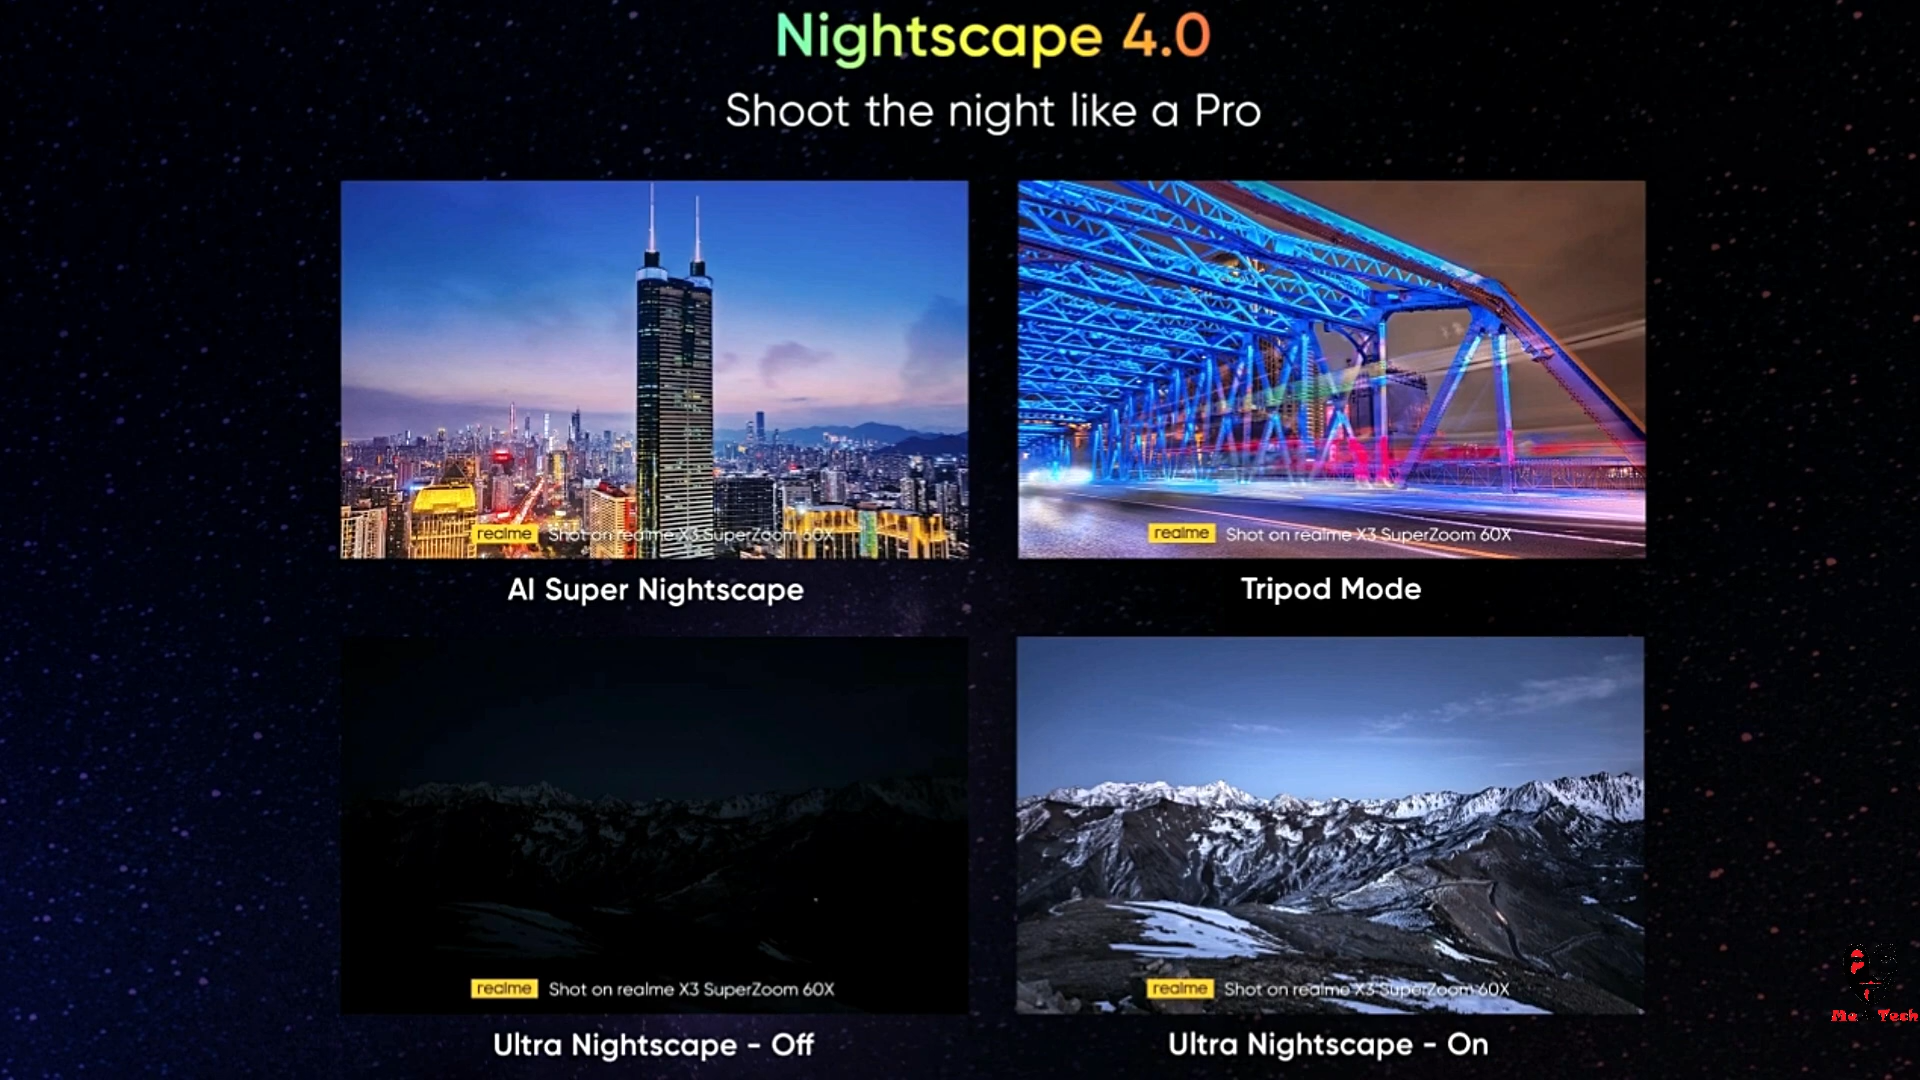 Nightscape 4.0
Shoot the night like a Pro
realme Shot on realme X3 SuperZoom 60X
realme Shot on realme X3 SuperZoom 60X
AI Super Nightscape
Tripod Mode
realme Shot on realme X3 SuperZoom 60X
realme Shot on realme X3 SuperZoom 60X
Ultra Nightscape - Off
Ultra Nightscape - On
Tech